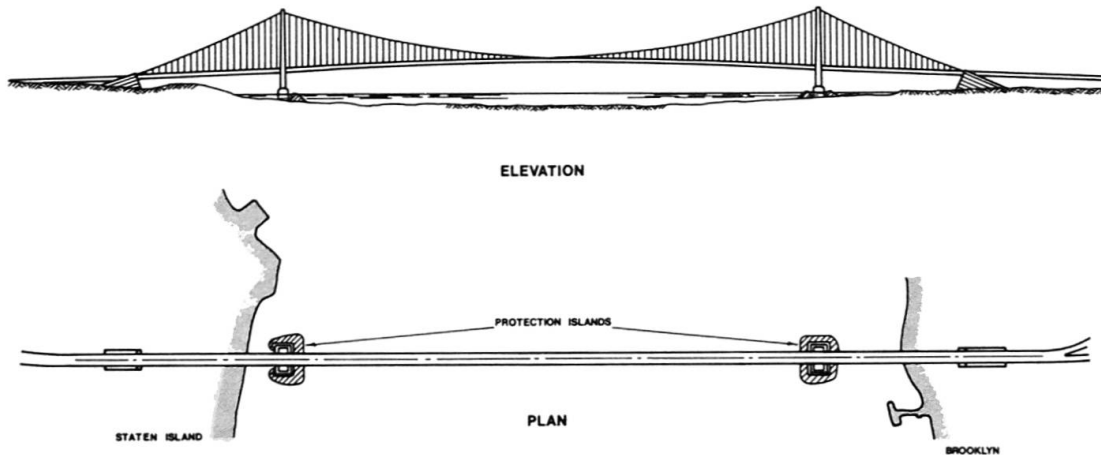 ELEVATION
PROTECTION ISLANDS
PLAN
STATEN ISLAND
BROOKLYN